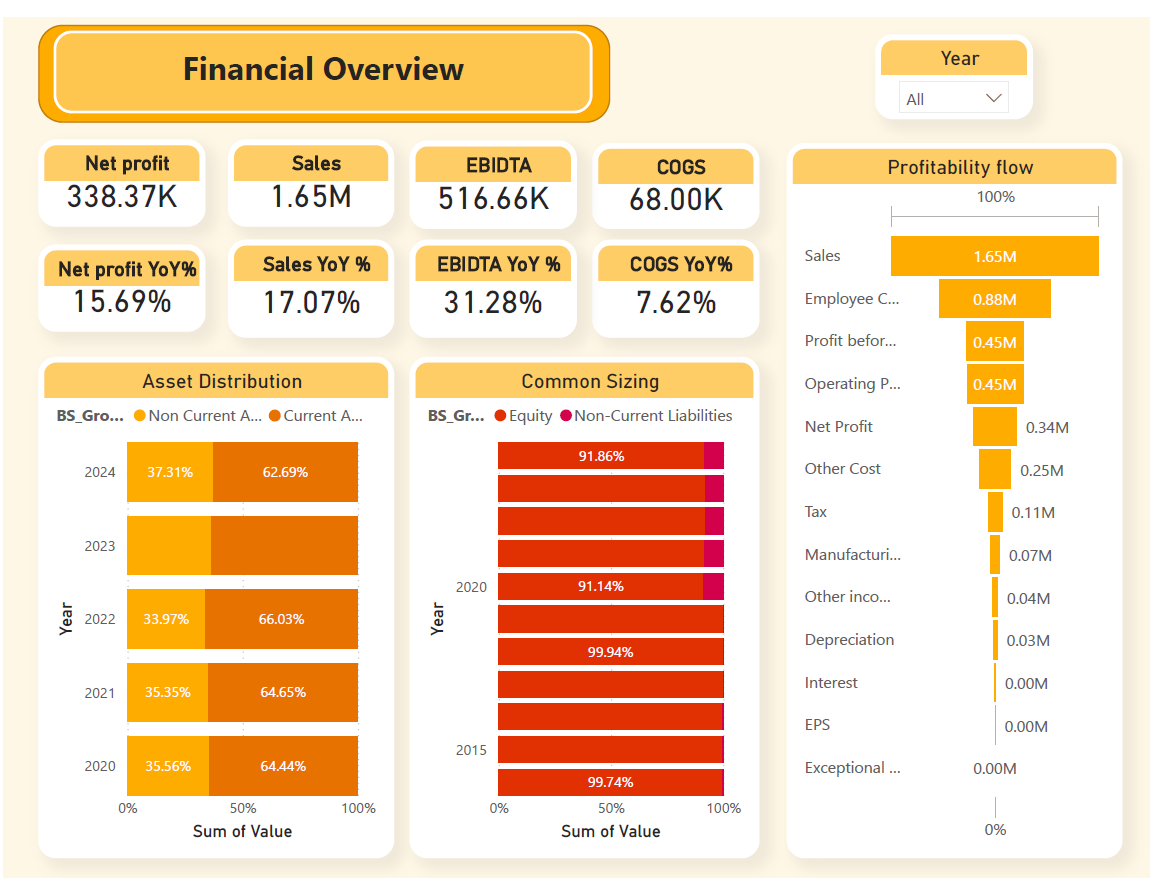 Financial Overview
Year
All
Net profit
338.37K
Sales
1.65M
EBIDTA
516.66K
COGS
68.00K
Net profit YoY%
15.69%
Sales YoY %
17.07%
EBIDTA YoY %
31.28%
COGS YoY%
7.62%
Asset Distribution
BS_Gro... Non Current A... Current A...
Year
2024 37.31% 62.69%
2023
2022 33.97% 66.03%
2021 35.35% 64.65%
2020 35.56% 64.44%
0% 50% 100%
Sum of Value
Common Sizing
BS_Gr... Equity Non-Current Liabilities
Year
91.86%
2020 91.14%
99.94%
2015
99.74%
0% 50% 100%
Sum of Value
Profitability flow
100%
Sales 1.65M
Employee C... 0.88M
Profit befor... 0.45M
Operating P... 0.45M
Net Profit 0.34M
Other Cost 0.25M
Tax 0.11M
Manufacturi... 0.07M
Other inco... 0.04M
Depreciation 0.03M
Interest 0.00M
EPS 0.00M
Exceptional ... 0.00M
0%